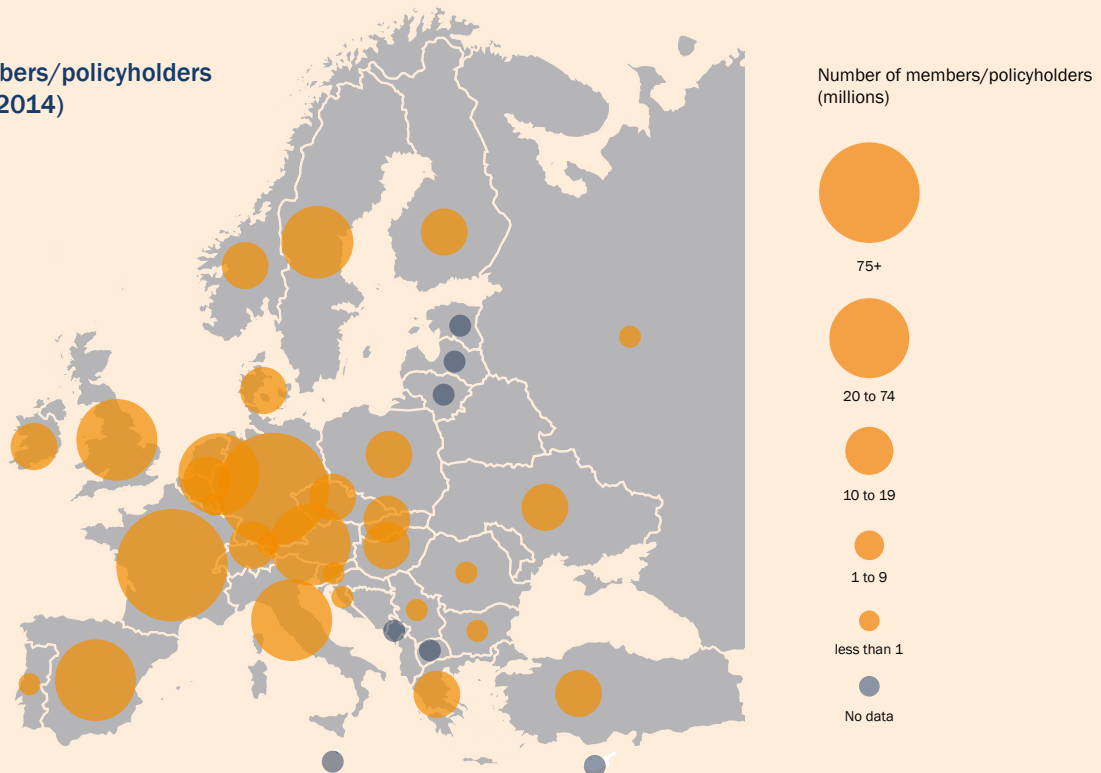 bers/policyholders
2014)
Number of members/policyholders
(millions)
75+
20 to 74
10 to 19
1 to 9
less than 1
No data